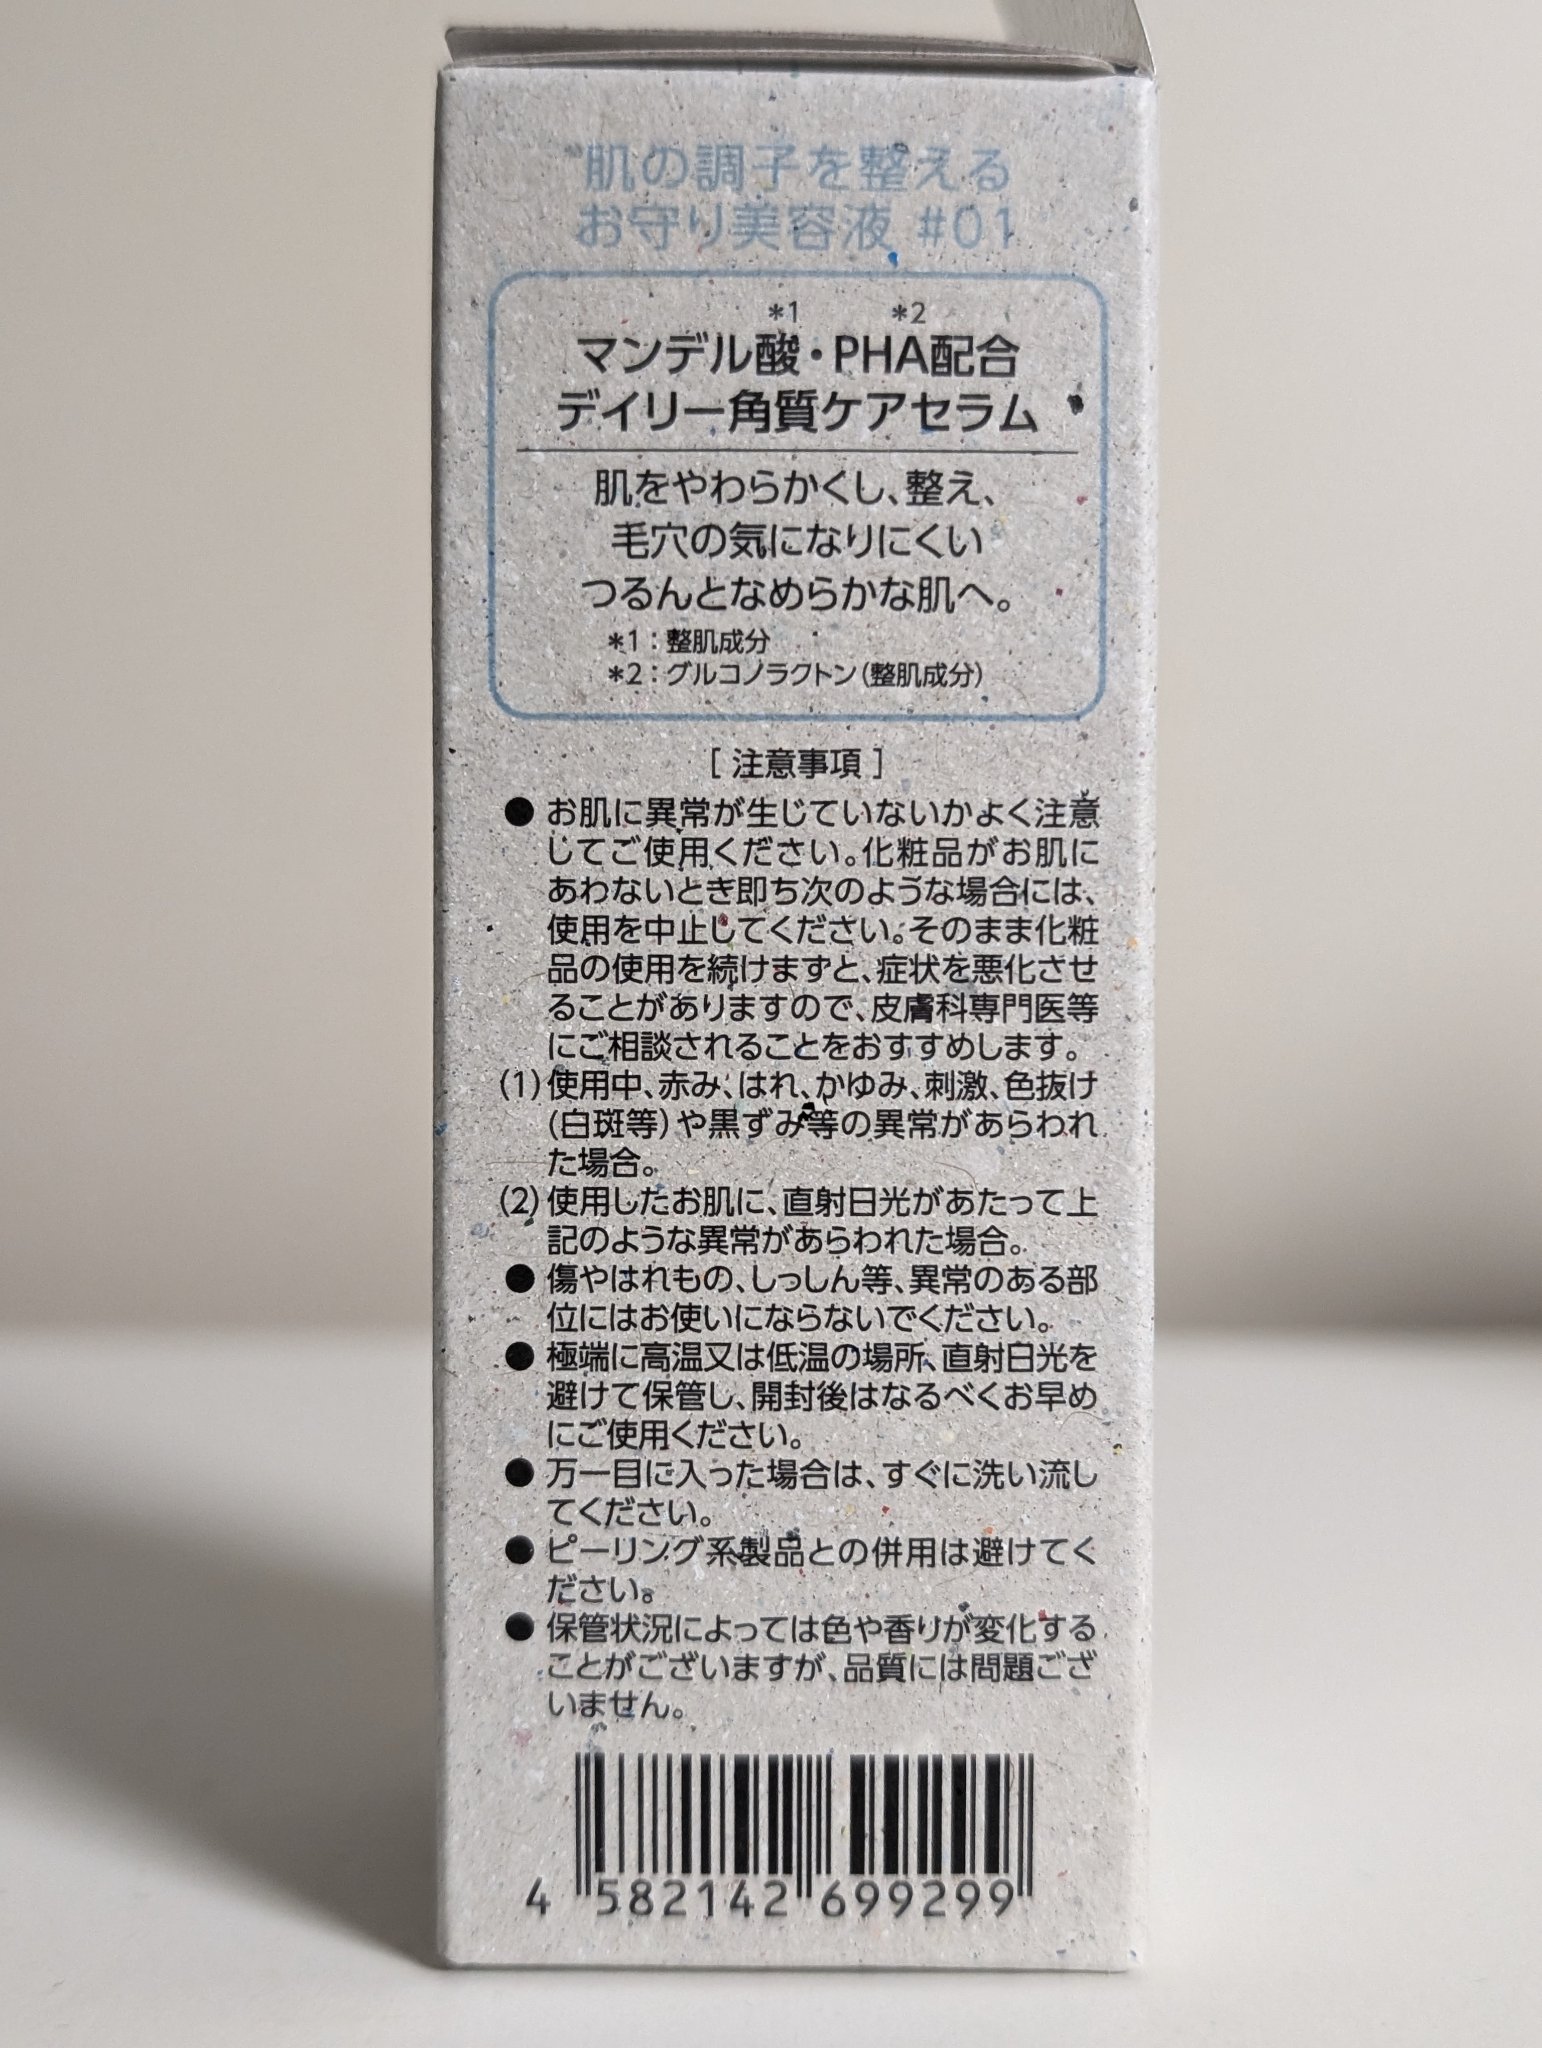 肌の調子を整える
お守り美容液 #01
*1 *2
マンデル酸・PHA配合
デイリー角質ケアセラム
肌をやわらかくし、整え、
毛穴の気になりにくい
つるんとなめらかな肌へ。
*1：整肌成分
*2：グルコノラクトン（整肌成分）
［注意事項］
● お肌に異常が生じていないかよく注意
してご使用ください。化粧品がお肌に
あわないとき即ち次のような場合には、
使用を中止してください。そのまま化粧
品の使用を続けますと、症状を悪化させ
ることがありますので、皮膚科専門医等
にご相談されることをおすすめします。
(1) 使用中、赤み、はれ、かゆみ、刺激、色抜け
（白斑等）や黒ずみ等の異常があらわれ
た場合。
(2) 使用したお肌に、直射日光があたって上
記のような異常があらわれた場合。
● 傷やはれもの、しっしん等、異常のある部
位にはお使いにならないでください。
● 極端に高温又は低温の場所、直射日光を
避けて保管し、開封後はなるべくお早め
にご使用ください。
● 万一目に入った場合は、すぐに洗い流し
てください。
● ピーリング系製品との併用は避けてく
ださい。
● 保管状況によっては色や香りが変化する
ことがございますが、品質には問題ござ
いません。
4 582142 699299